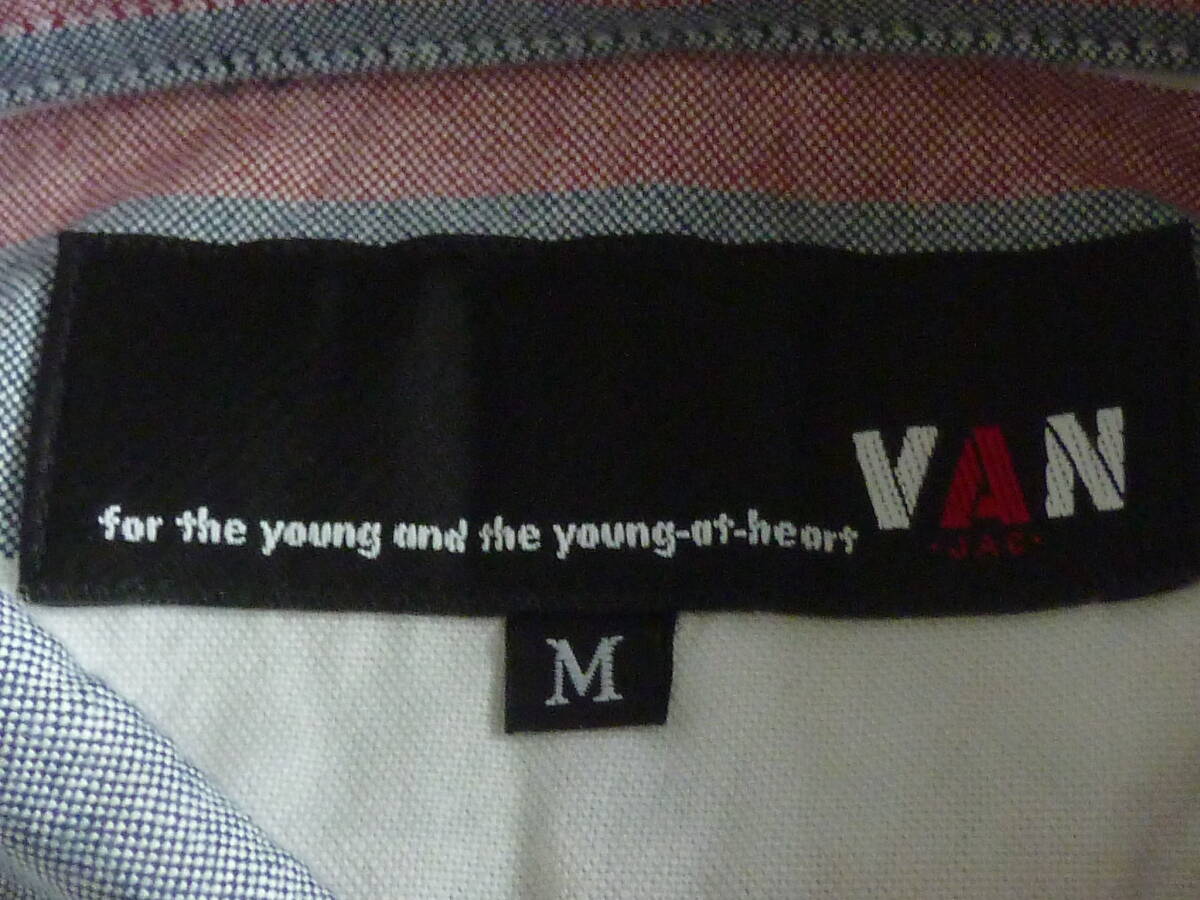 VAN
·JAC·
for the young and the young-at-heart
M